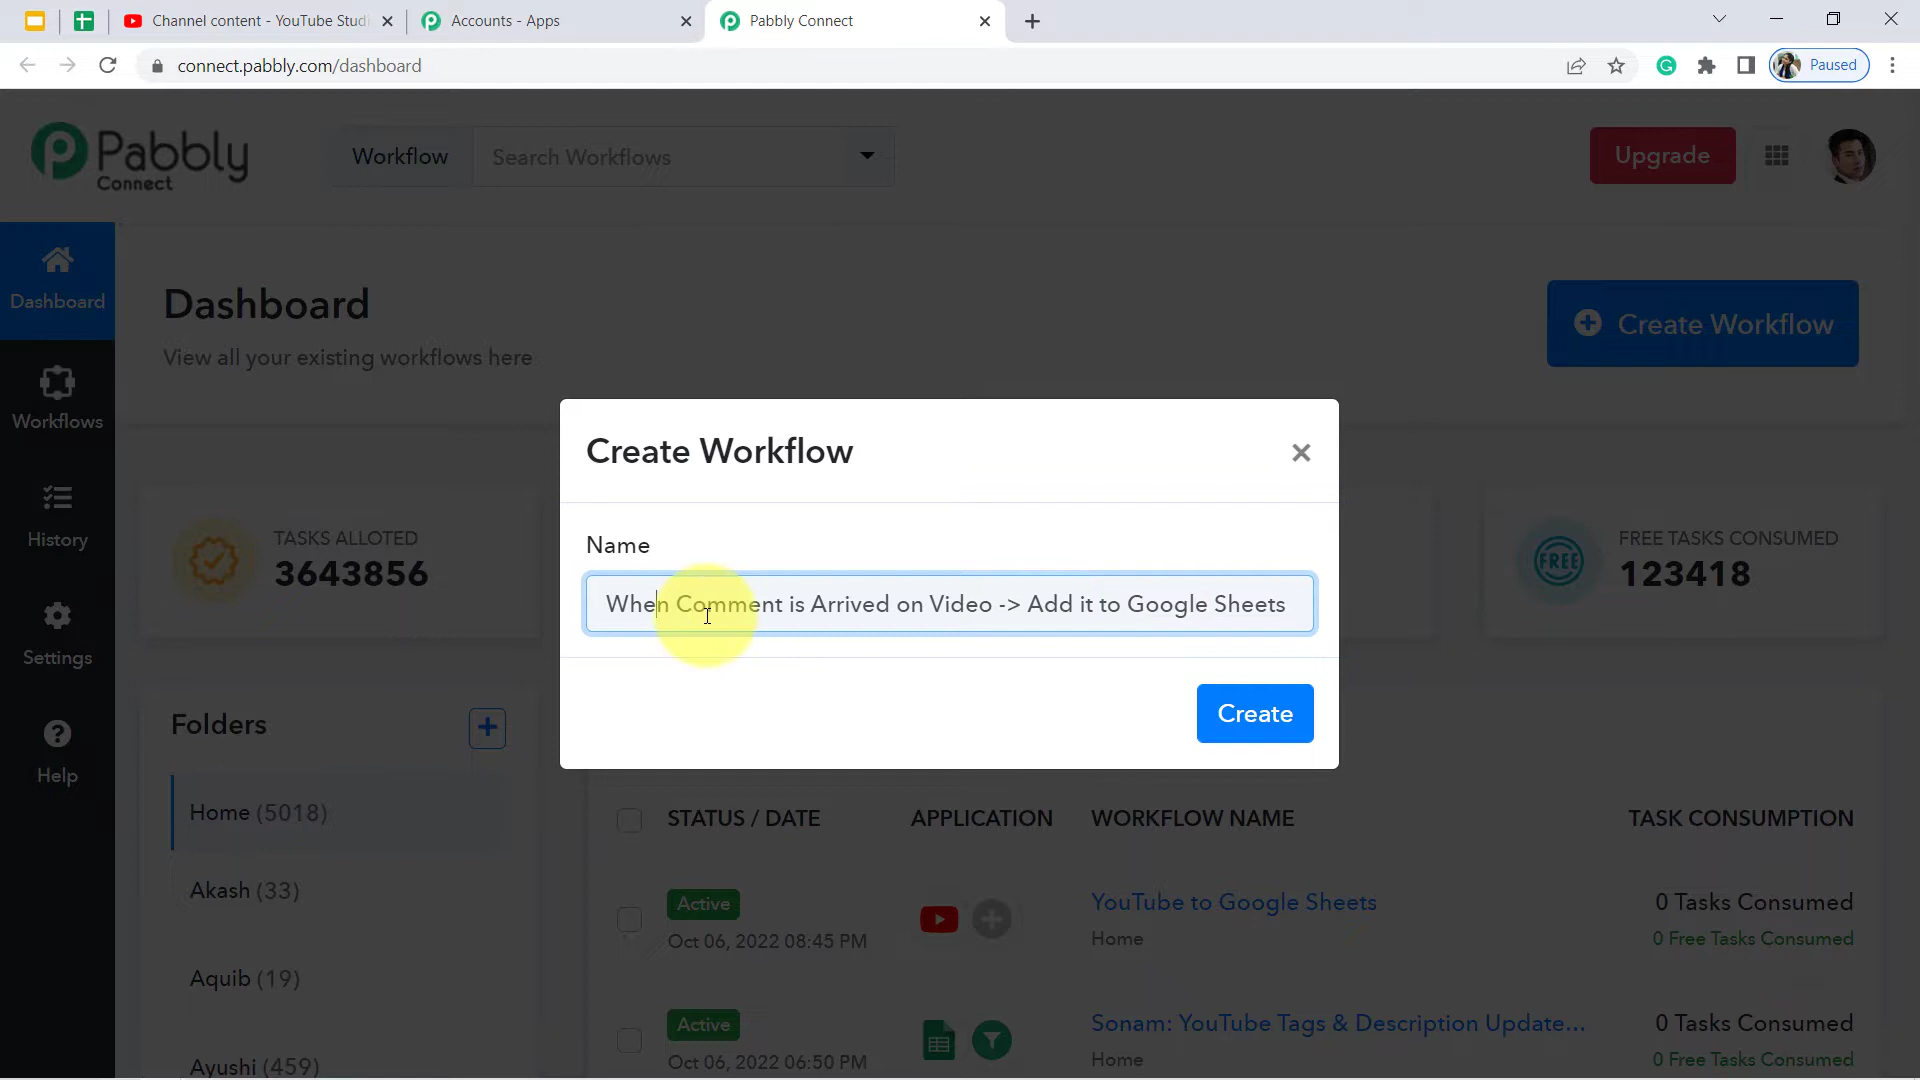 Channel content - YouTube Studi
Accounts - Apps
Pabbly Connect
connect.pabbly.com/dashboard
Paused
Pabbly
Connect
Workflow
Search Workflows
Upgrade
Dashboard
Dashboard
View all your existing workflows here
Create Workflow
Workflows
History
Settings
Help
TASKS ALLOTED
3643856
FREE
FREE TASKS CONSUMED
123418
Create Workflow
×
Name
When Comment is Arrived on Video -> Add it to Google Sheets
Create
Folders
Home (5018)
Akash (33)
Aquib (19)
Ayushi (459)
STATUS / DATE
APPLICATION
WORKFLOW NAME
TASK CONSUMPTION
Active
Oct 06, 2022 08:45 PM
YouTube to Google Sheets
Home
0 Tasks Consumed
0 Free Tasks Consumed
Active
Oct 06, 2022 06:50 PM
Sonam: YouTube Tags & Description Update...
Home
0 Tasks Consumed
0 Free Tasks Consumed